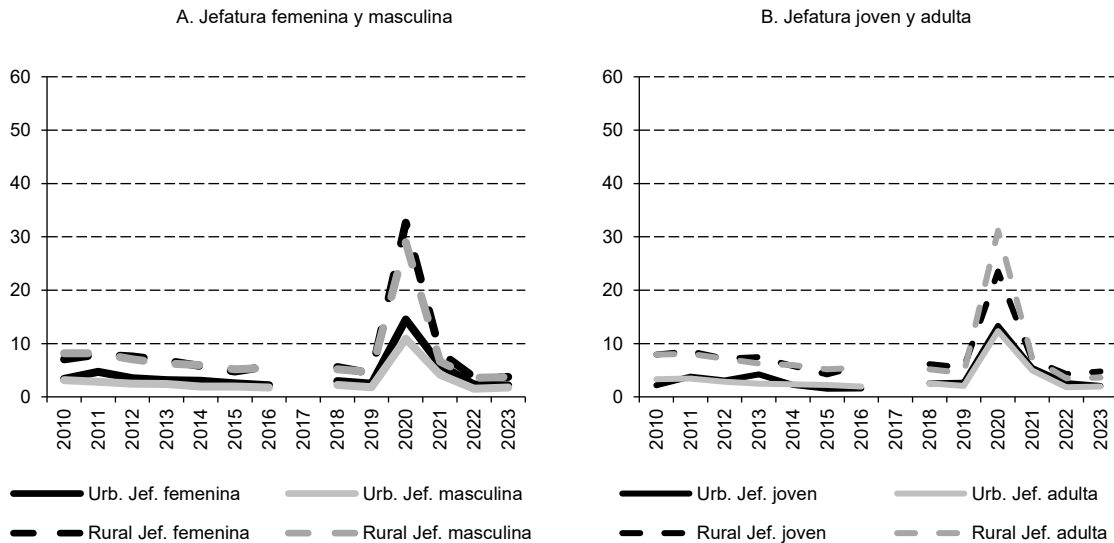 A. Jefatura femenina y masculina
60
50
40
30
20
10
0
2010 2011 2012 2013 2014 2015 2016 2017 2018 2019 2020 2021 2022 2023
Urb. Jef. femenina Urb. Jef. masculina
Rural Jef. femenina Rural Jef. masculina
B. Jefatura joven y adulta
60
50
40
30
20
10
0
2010 2011 2012 2013 2014 2015 2016 2017 2018 2019 2020 2021 2022 2023
Urb. Jef. joven Urb. Jef. adulta
Rural Jef. joven Rural Jef. adulta